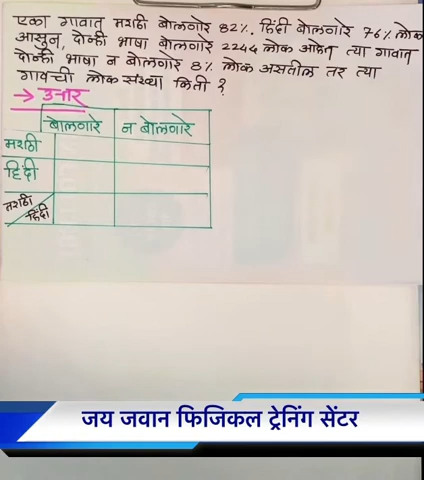 एका गावात मराठी बोलणारे 82%. हिंदी बोलणारे 76% लोक
आसुन, दोन्ही भाषा बोलणारे 2244 लोक आहेत त्या गावात
दोन्ही भाषा न बोलणारे 8% लोक असतील तर त्या
गावची लोकसंख्या किती ?
→ उत्तर
बोलणारे न बोलणारे
मराठी
हिंदी
मराठी
हिंदी
जय जवान फिजिकल ट्रेनिंग सेंटर